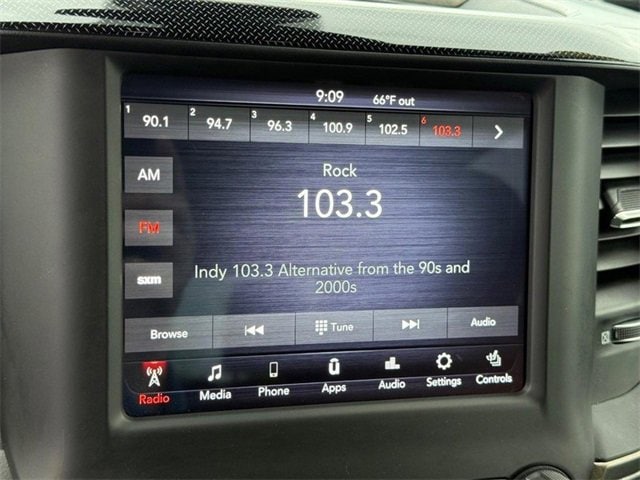 9:09 66°F out
1 90.1 2 94.7 3 96.3 4 100.9 5 102.5 6 103.3
AM
Rock
103.3
FM
Indy 103.3 Alternative from the 90s and
2000s
sxm
Browse Tune Audio
Radio Media Phone Apps Audio Settings Controls